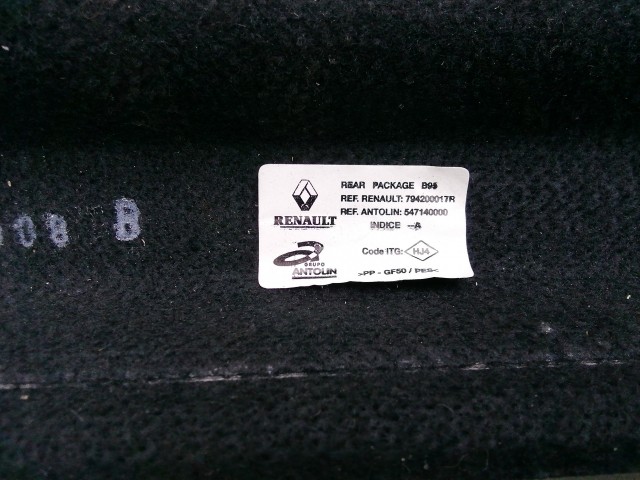 REAR PACKAGE B95
REF. RENAULT: 794200017R
REF. ANTOLIN: 547140000
INDICE --A
RENAULT
Code ITG: HJ4
GRUPO
ANTOLIN
>PP - GF50 / PES<
008 B